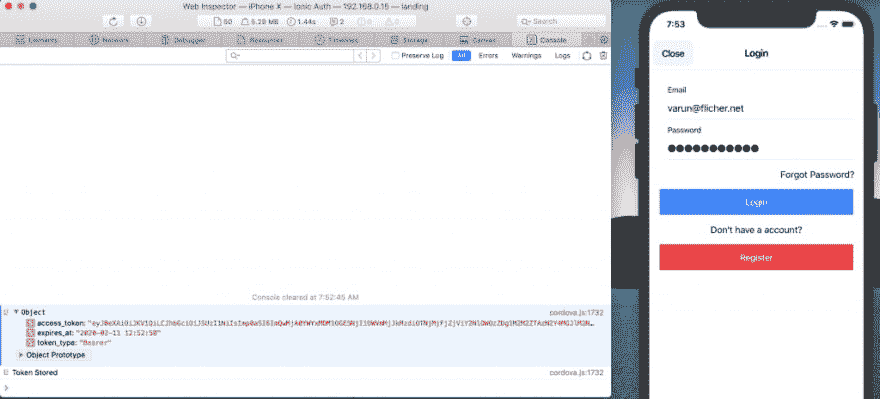 Web Inspector — iPhone X — Ionic Auth — 192.168.0.15 — landing
50 5.29 MB 1.44s 2 0 0 Search
Elements Network Debugger Resources Timelines Storage Canvas Console
Preserve Log All Errors Warnings Logs
Console cleared at 7:52:45 AM
Object cordova.js:1732
access_token:
expires_at: "2020-02-11 12:52:50"
token_type: "Bearer"
Object Prototype
Token Stored cordova.js:1732
7:53
Close Login
Email
varun@flicher.net
Password
●●●●●●●●●●●
Forgot Password?
Login
Don't have a account?
Register